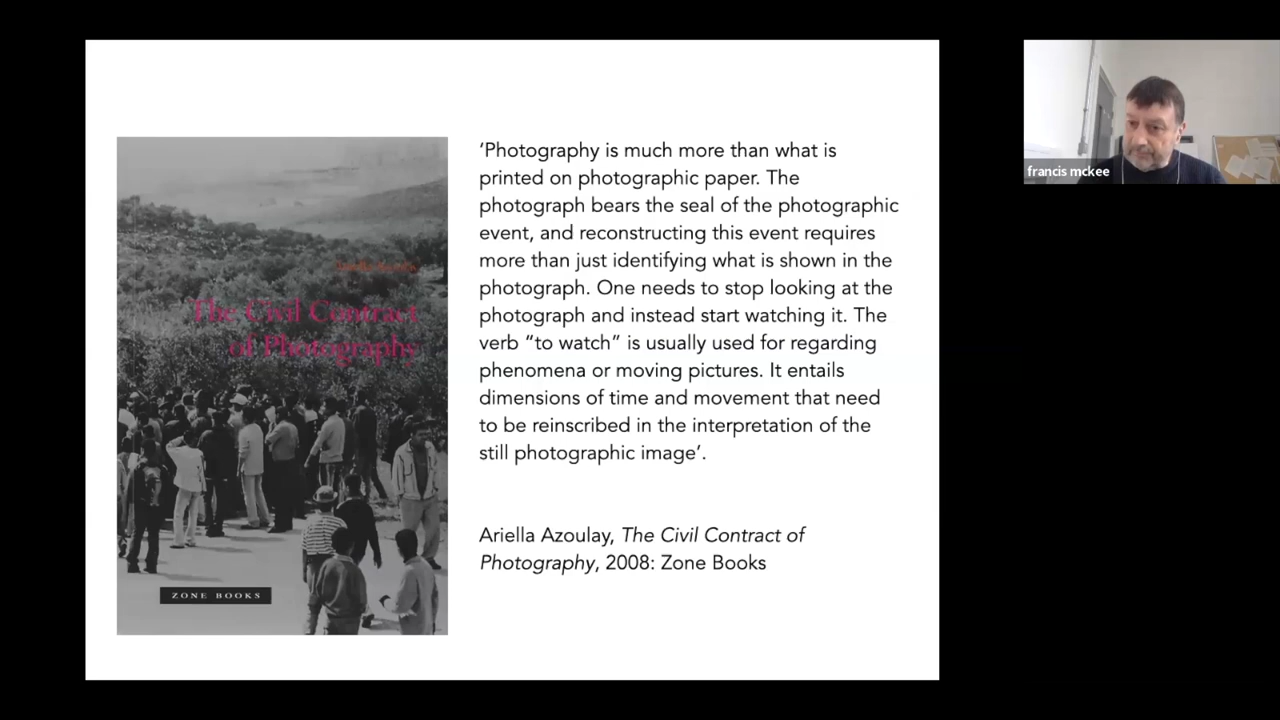 ‘Photography is much more than what is
printed on photographic paper. The
photograph bears the seal of the photographic
event, and reconstructing this event requires
more than just identifying what is shown in the
photograph. One needs to stop looking at the
photograph and instead start watching it. The
verb “to watch” is usually used for regarding
phenomena or moving pictures. It entails
dimensions of time and movement that need
to be reinscribed in the interpretation of the
still photographic image’.
Ariella Azoulay, The Civil Contract of
Photography, 2008: Zone Books
The Civil Contract
of Photography
ZONE BOOKS
francis mckee